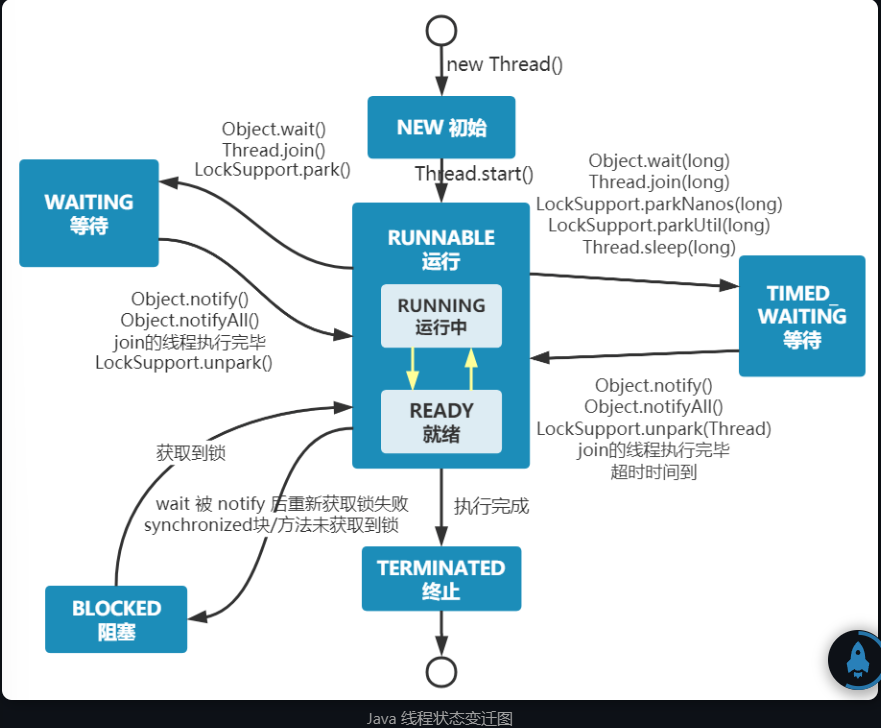 new Thread()
NEW 初始
Thread.start()
Object.wait()
Thread.join()
LockSupport.park()
WAITING
等待
Object.notify()
Object.notifyAll()
join的线程执行完毕
LockSupport.unpark()
RUNNABLE
运行
RUNNING
运行中
READY
就绪
Object.wait(long)
Thread.join(long)
LockSupport.parkNanos(long)
LockSupport.parkUtil(long)
Thread.sleep(long)
TIMED_
WAITING
等待
Object.notify()
Object.notifyAll()
LockSupport.unpark(Thread)
join的线程执行完毕
超时时间到
获取到锁
wait 被 notify 后重新获取锁失败
synchronized块/方法未获取到锁
BLOCKED
阻塞
执行完成
TERMINATED
终止
Java 线程状态变迁图